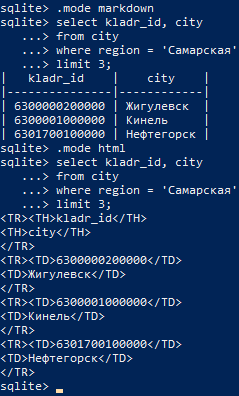 sqlite> .mode markdown
sqlite> select kladr_id, city
   ...> from city
   ...> where region = 'Самарская'
   ...> limit 3;
|   kladr_id    |    city    |
|---------------|------------|
| 6300000200000 | Жигулевск  |
| 6300001000000 | Кинель     |
| 6301700100000 | Нефтегорск |
sqlite> .mode html
sqlite> select kladr_id, city
   ...> from city
   ...> where region = 'Самарская'
   ...> limit 3;
<TR><TH>kladr_id</TH>
<TH>city</TH>
</TR>
<TR><TD>6300000200000</TD>
<TD>Жигулевск</TD>
</TR>
<TR><TD>6300001000000</TD>
<TD>Кинель</TD>
</TR>
<TR><TD>6301700100000</TD>
<TD>Нефтегорск</TD>
</TR>
sqlite>